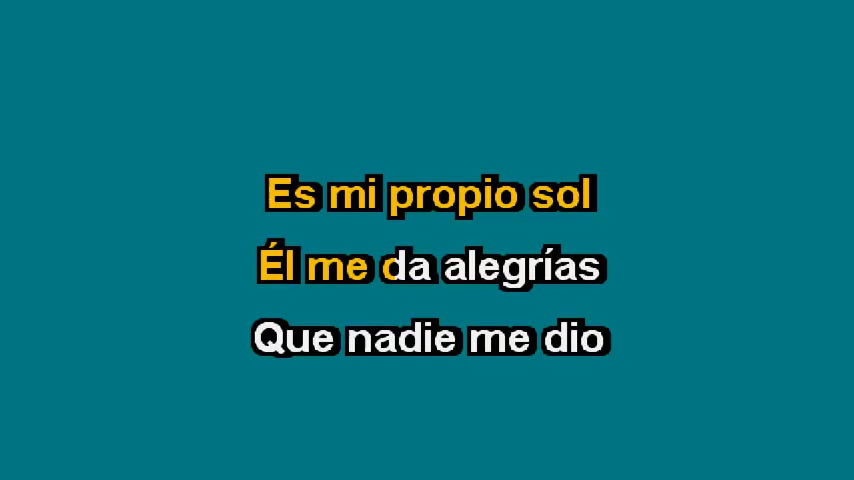 Es mi propio sol
Él me da alegrías
Que nadie me dio